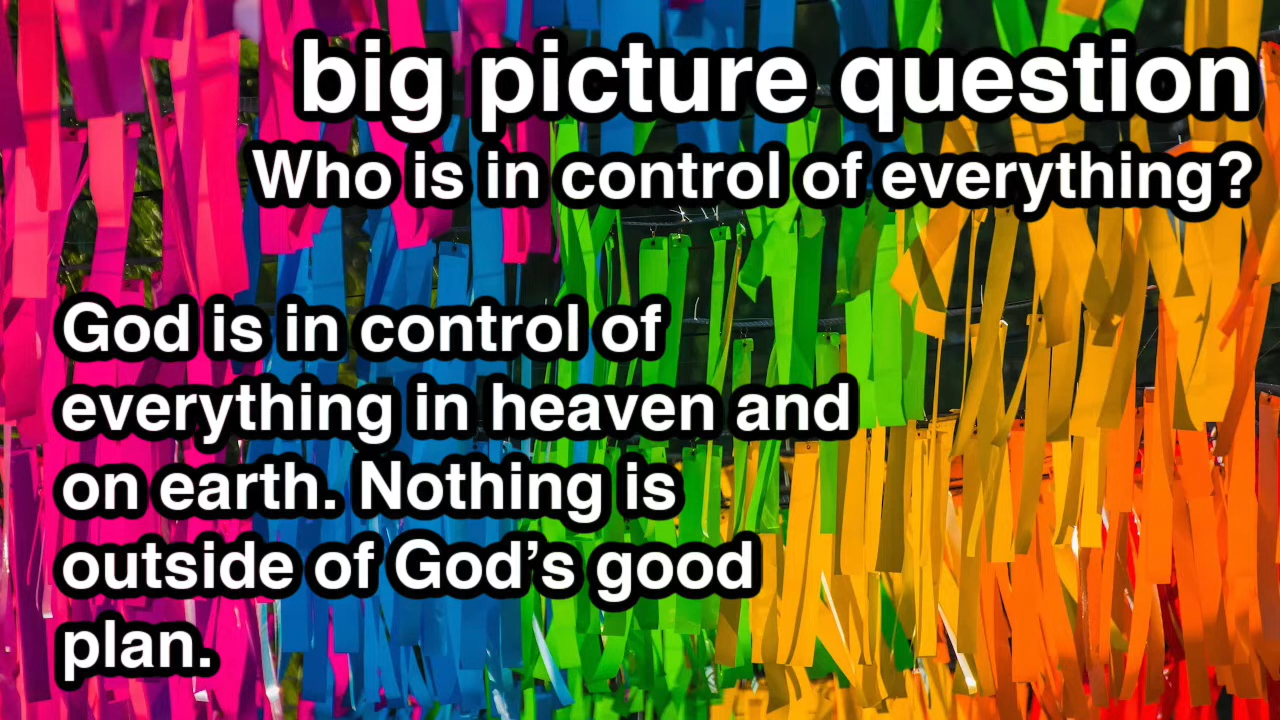 big picture question
Who is in control of everything?
God is in control of
everything in heaven and
on earth. Nothing is
outside of God’s good
plan.